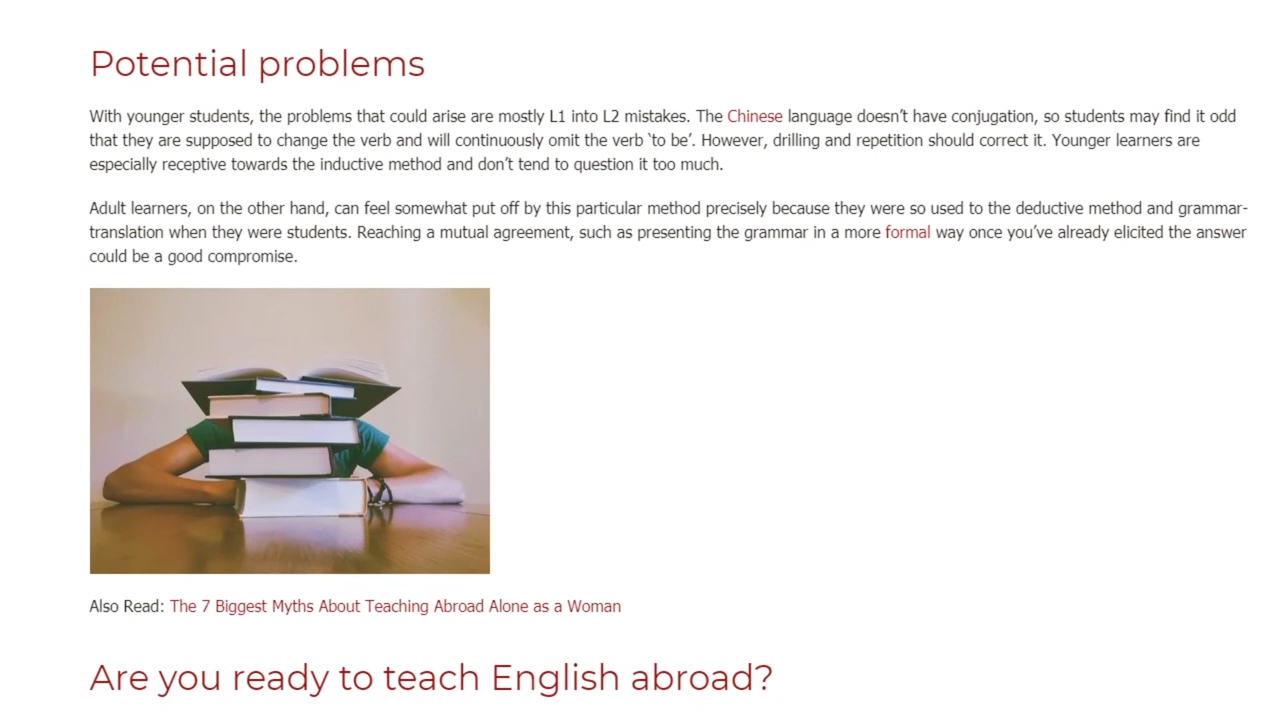 Potential problems
With younger students, the problems that could arise are mostly L1 into L2 mistakes. The Chinese language doesn’t have conjugation, so students may find it odd
that they are supposed to change the verb and will continuously omit the verb ‘to be’. However, drilling and repetition should correct it. Younger learners are
especially receptive towards the inductive method and don’t tend to question it too much.
Adult learners, on the other hand, can feel somewhat put off by this particular method precisely because they were so used to the deductive method and grammar-
translation when they were students. Reaching a mutual agreement, such as presenting the grammar in a more formal way once you’ve already elicited the answer
could be a good compromise.
Also Read: The 7 Biggest Myths About Teaching Abroad Alone as a Woman
Are you ready to teach English abroad?